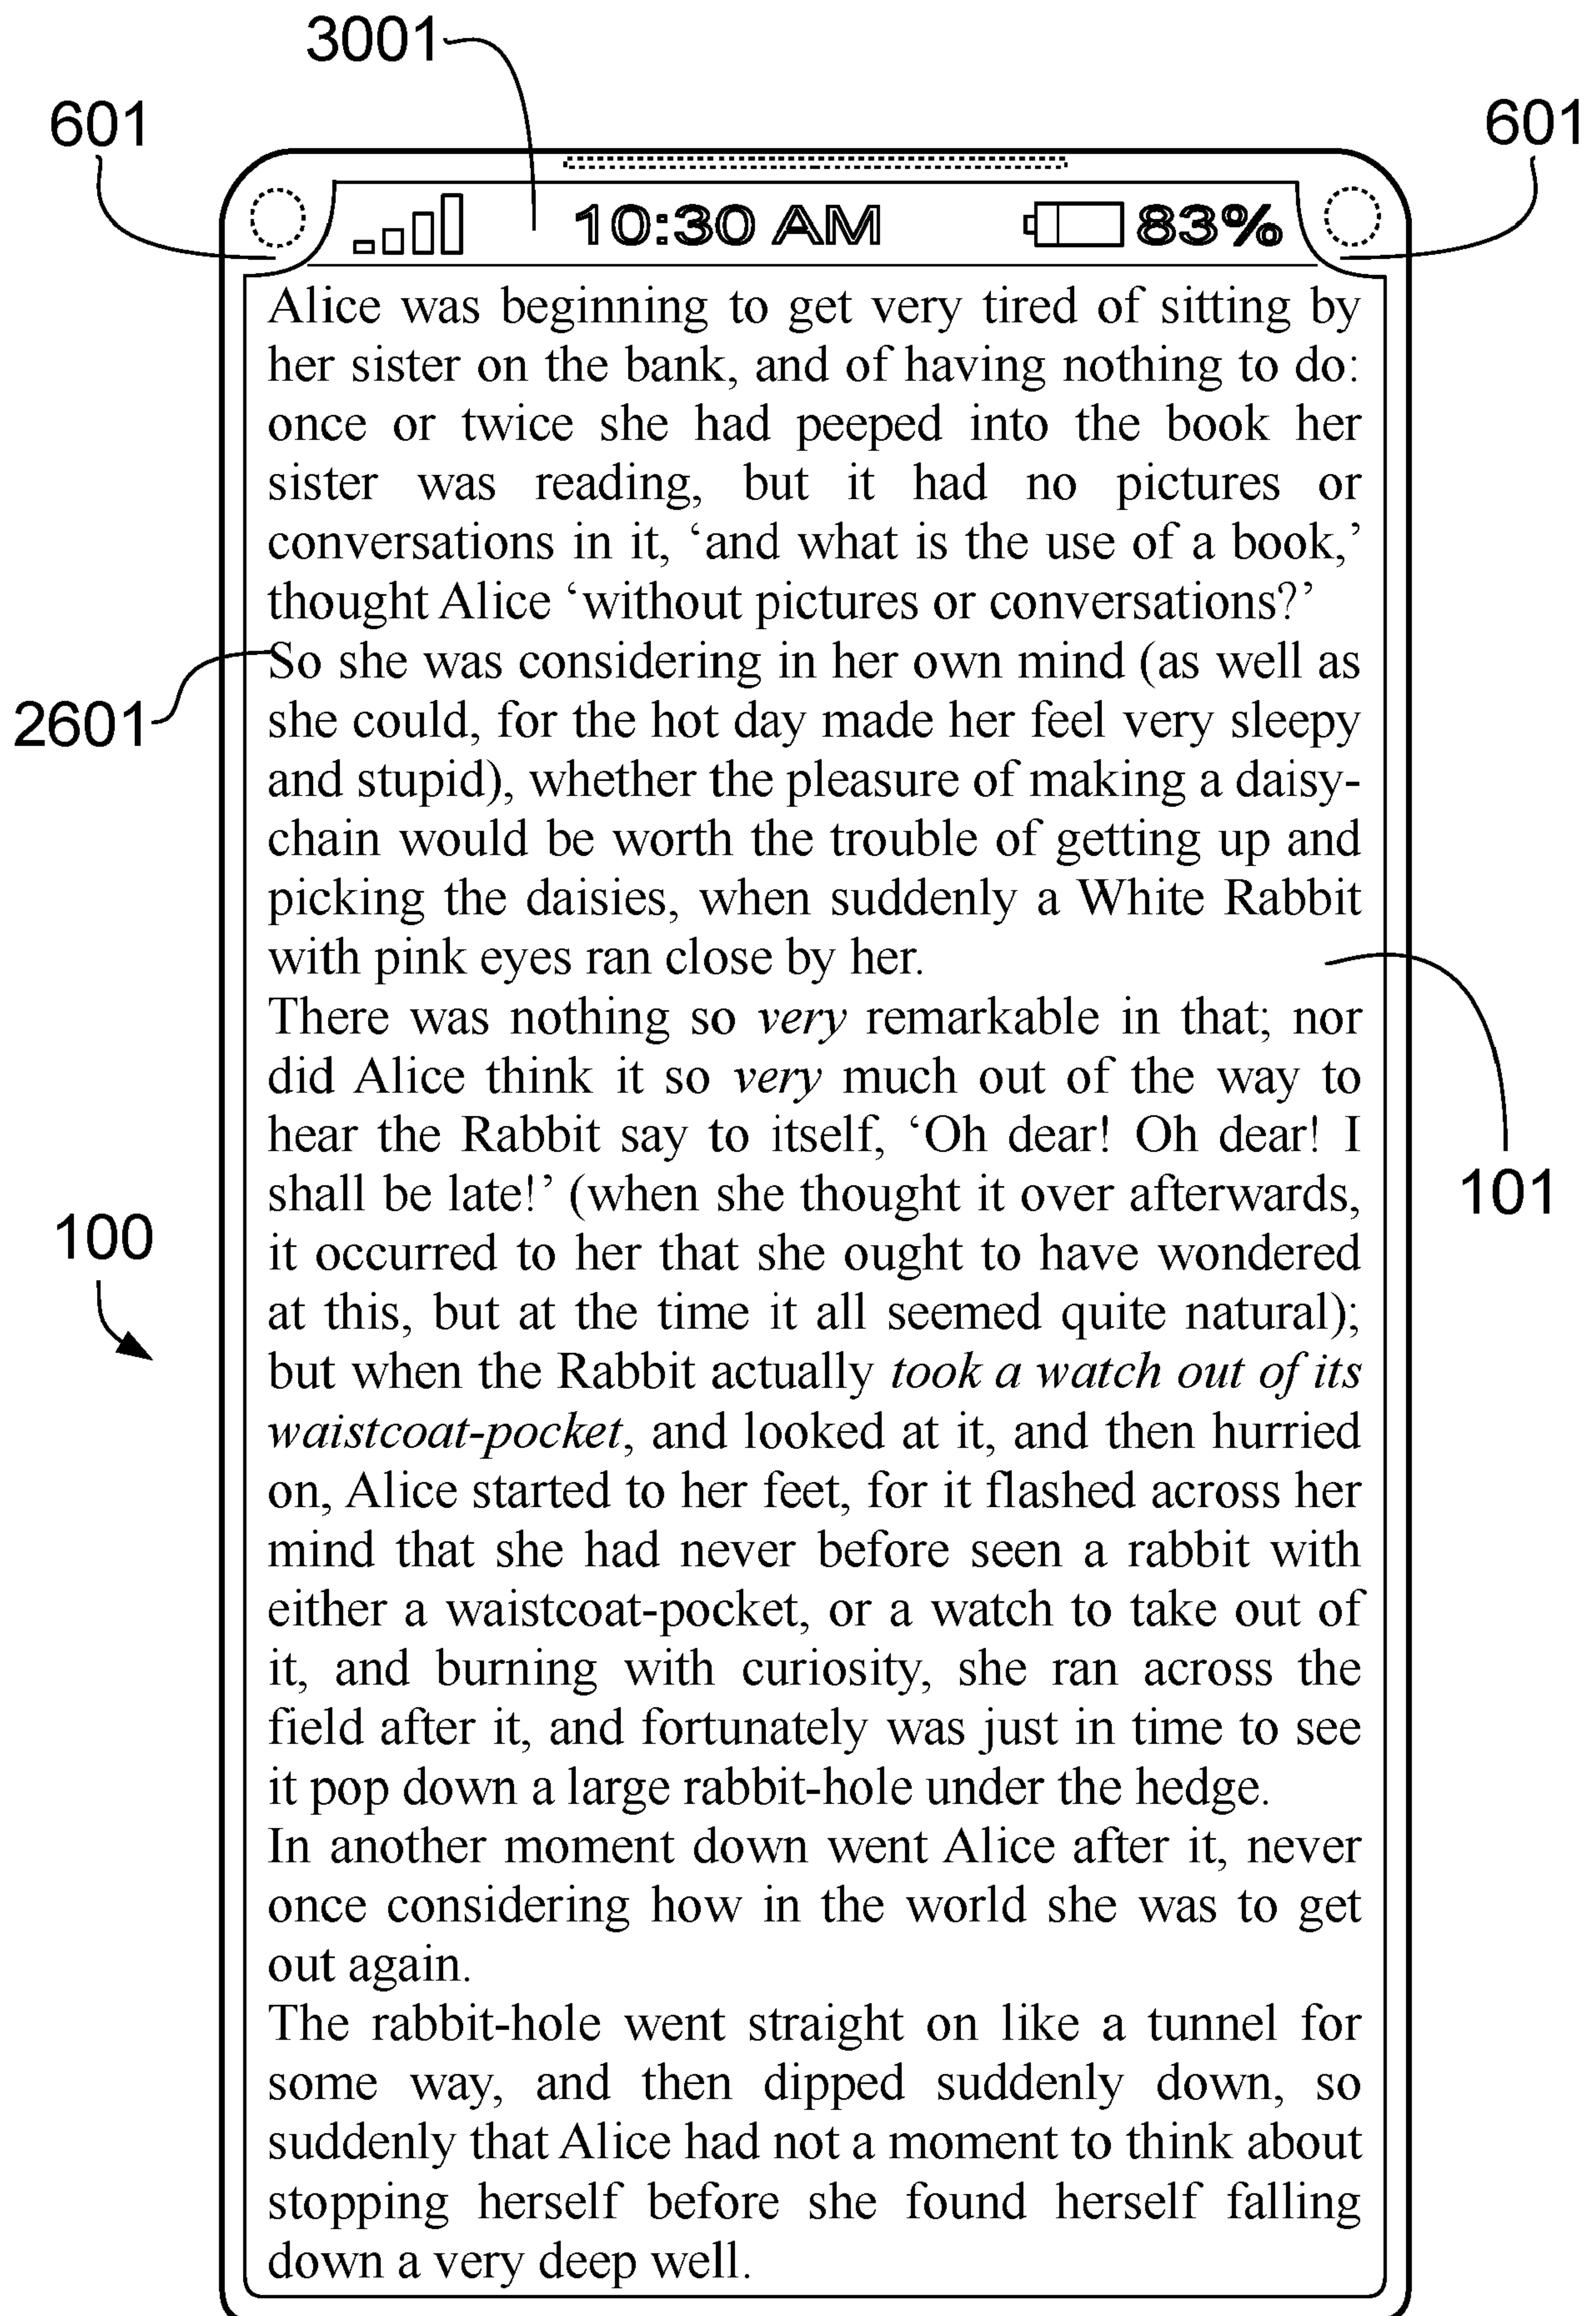 3001
601
601
10:30 AM
83%
Alice was beginning to get very tired of sitting by
her sister on the bank, and of having nothing to do:
once or twice she had peeped into the book her
sister was reading, but it had no pictures or
conversations in it, ‘and what is the use of a book,’
thought Alice ‘without pictures or conversations?’
So she was considering in her own mind (as well as
2601
she could, for the hot day made her feel very sleepy
and stupid), whether the pleasure of making a daisy-
chain would be worth the trouble of getting up and
picking the daisies, when suddenly a White Rabbit
with pink eyes ran close by her.
There was nothing so very remarkable in that; nor
did Alice think it so very much out of the way to
hear the Rabbit say to itself, ‘Oh dear! Oh dear! I
shall be late!’ (when she thought it over afterwards,
101
100
it occurred to her that she ought to have wondered
at this, but at the time it all seemed quite natural);
but when the Rabbit actually took a watch out of its
waistcoat-pocket, and looked at it, and then hurried
on, Alice started to her feet, for it flashed across her
mind that she had never before seen a rabbit with
either a waistcoat-pocket, or a watch to take out of
it, and burning with curiosity, she ran across the
field after it, and fortunately was just in time to see
it pop down a large rabbit-hole under the hedge.
In another moment down went Alice after it, never
once considering how in the world she was to get
out again.
The rabbit-hole went straight on like a tunnel for
some way, and then dipped suddenly down, so
suddenly that Alice had not a moment to think about
stopping herself before she found herself falling
down a very deep well.